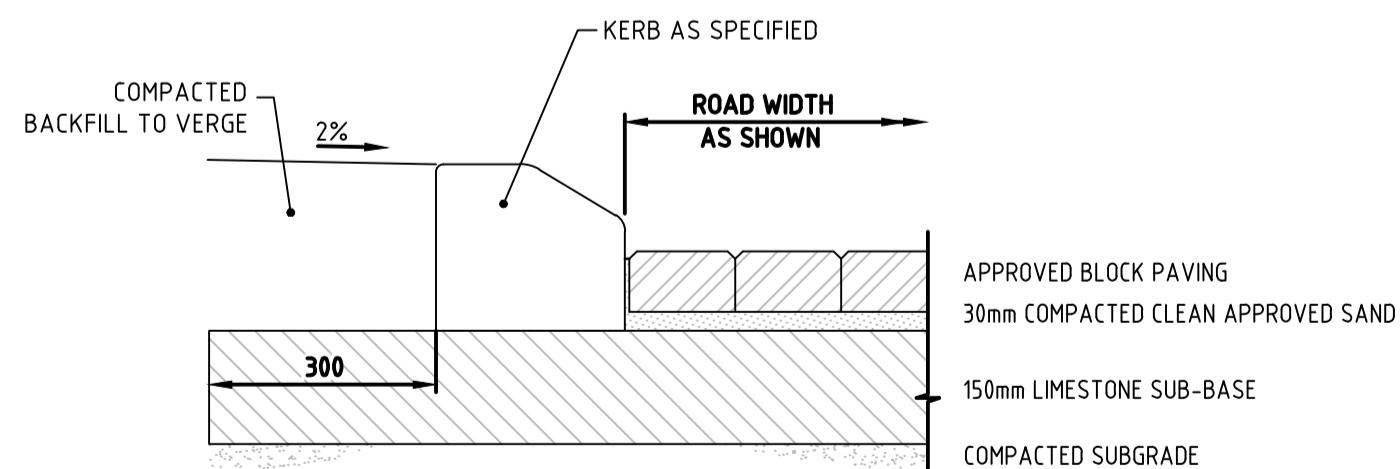 KERB AS SPECIFIED
COMPACTED
BACKFILL TO VERGE
2%
ROAD WIDTH
AS SHOWN
APPROVED BLOCK PAVING
30mm COMPACTED CLEAN APPROVED SAND
300
150mm LIMESTONE SUB-BASE
COMPACTED SUBGRADE